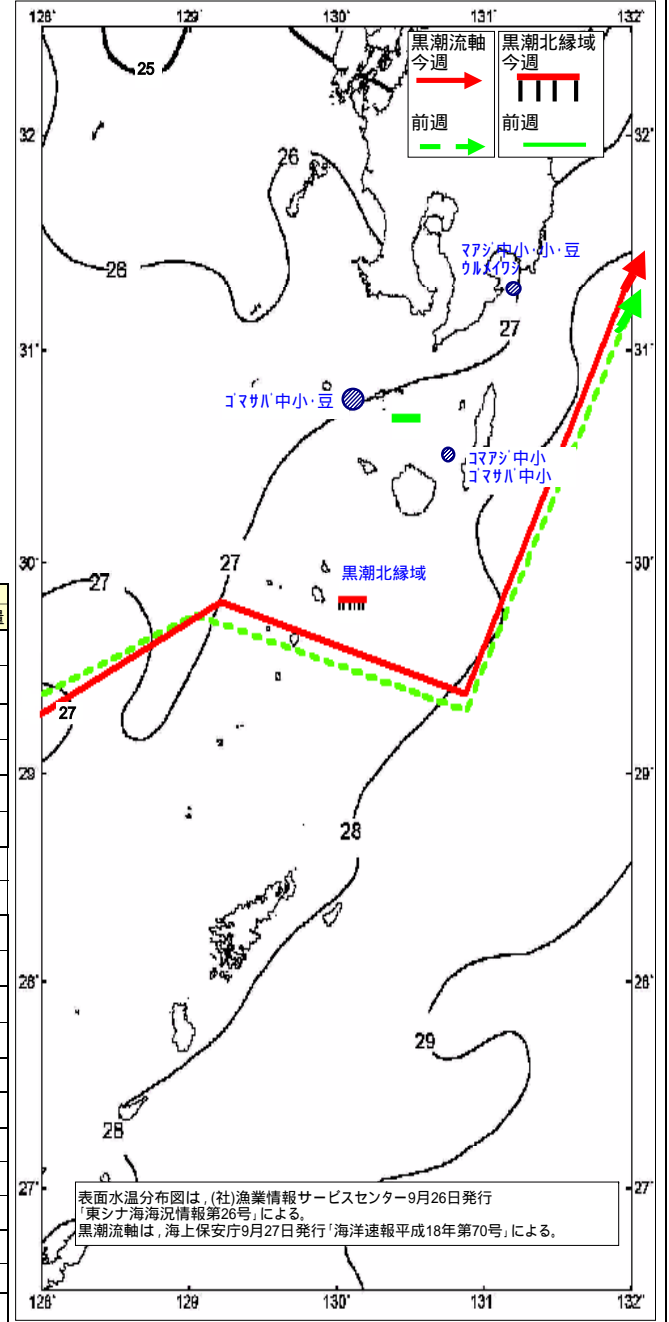 128 129 130 131 132
黒潮流軸
今週
前週
黒潮北縁域
今週
前週
25
26
32
26
マアジ中小・小・豆
ウルメイワシ
27
31
31
ゴマサバ中小・豆
コマアジ中小
ゴマサバ中小
30
27
27
30
黒潮北縁域
量
27
29
29
28
28
28
29
28
27
27
表面水温分布図は,(社)漁業情報サービスセンター9月26日発行
「東シナ海海況情報第26号」による。
黒潮流軸は,海上保安庁9月27日発行「海洋速報平成18年第70号」による。
128 129 130 131 132